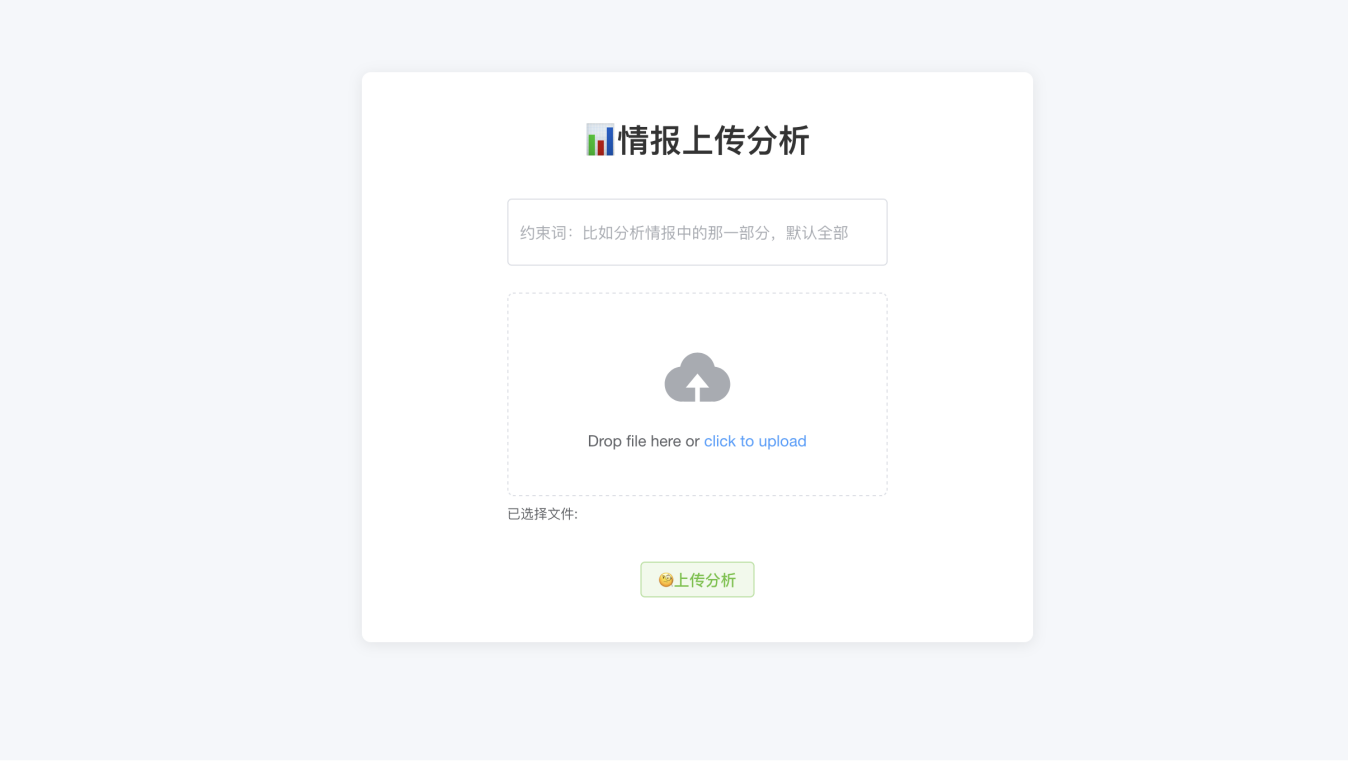 📊情报上传分析
约束词：比如分析情报中的那一部分，默认全部
Drop file here or click to upload
已选择文件:
🧐上传分析